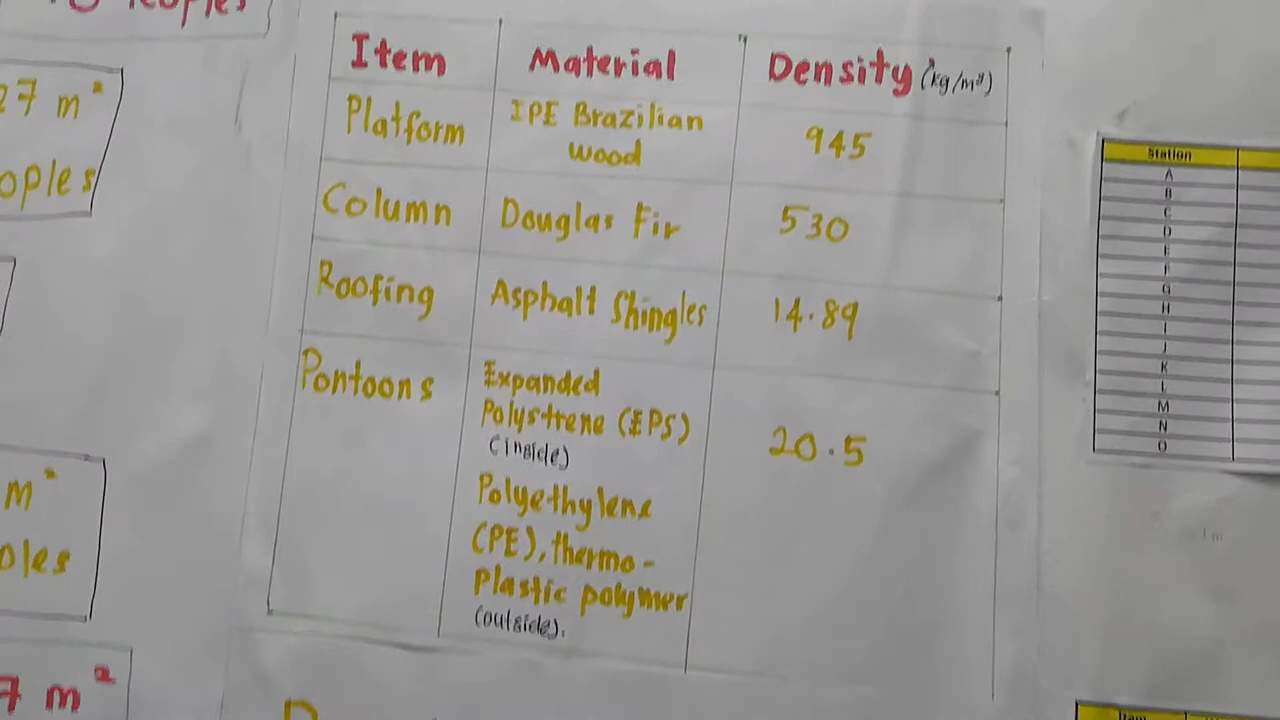 27 m²
oples
m²
oples
7 m²
Item Material Density (kg/m³)
Platform IPE Brazilian wood 945
Column Douglas Fir 530
Roofing Asphalt Shingles 14.89
Pontoons Expanded Polystrene (EPS) (inside) 20.5
Polyethylene (PE), thermo-
Plastic polymer
(outside).
Station
A
B
C
D
E
F
G
H
I
J
K
L
M
N
O
Item